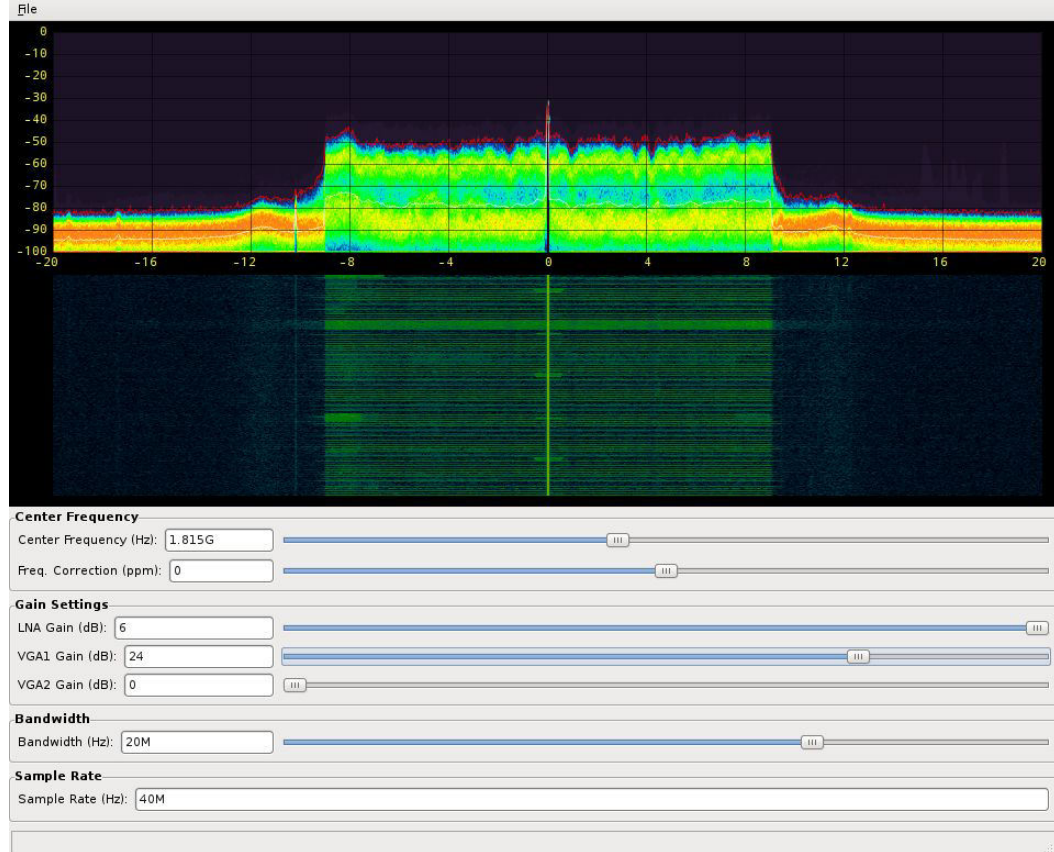 File
0
-10
-20
-30
-40
-50
-60
-70
-80
-90
-100
-20 -16 -12 -8 -4 0 4 8 12 16 20
Center Frequency
Center Frequency (Hz): 1.815G
Freq. Correction (ppm): 0
Gain Settings
LNA Gain (dB): 6
VGA1 Gain (dB): 24
VGA2 Gain (dB): 0
Bandwidth
Bandwidth (Hz): 20M
Sample Rate
Sample Rate (Hz): 40M